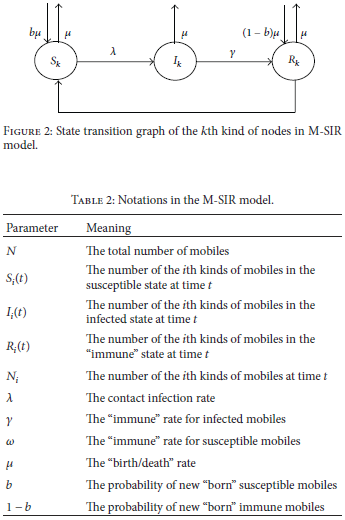 bμ μ μ (1 − b)μ μ
λ γ
S_k I_k R_k
FIGURE 2: State transition graph of the kth kind of nodes in M-SIR
model.
TABLE 2: Notations in the M-SIR model.
Parameter Meaning
N The total number of mobiles
S_i(t) The number of the ith kinds of mobiles in the
susceptible state at time t
I_i(t) The number of the ith kinds of mobiles in the
infected state at time t
R_i(t) The number of the ith kinds of mobiles in the
“immune” state at time t
N_i The number of the ith kinds of mobiles at time t
λ The contact infection rate
γ The “immune” rate for infected mobiles
ω The “immune” rate for susceptible mobiles
μ The “birth/death” rate
b The probability of new “born” susceptible mobiles
1 − b The probability of new “born” immune mobiles